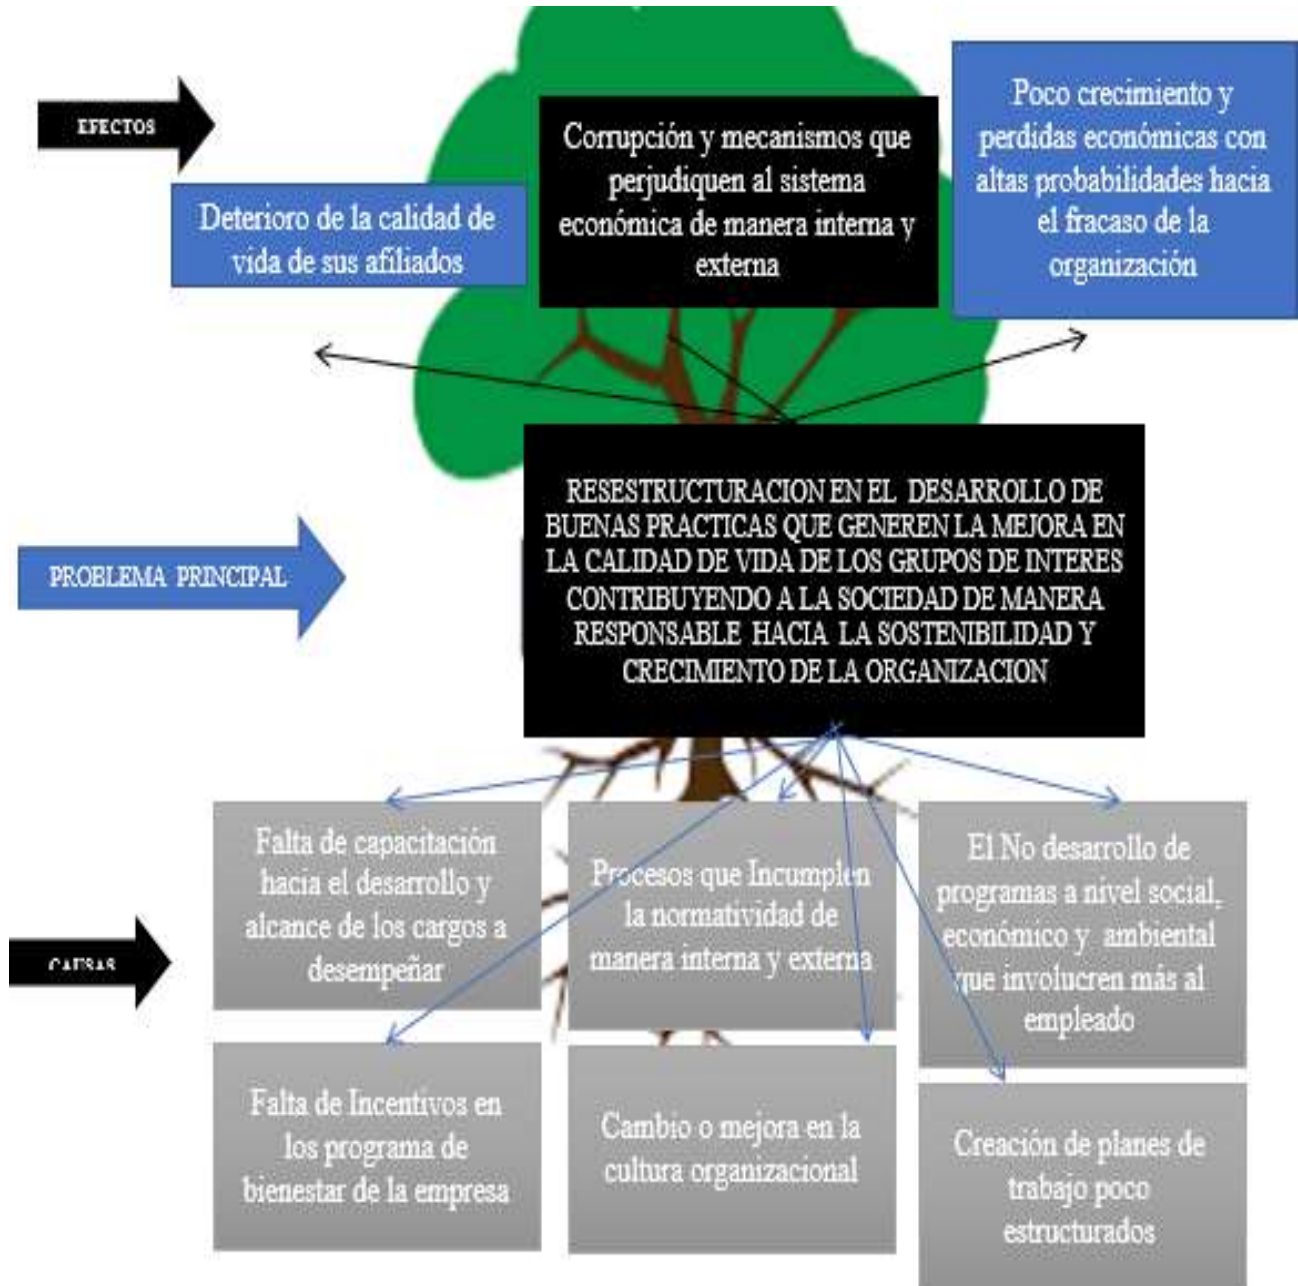 EFECTOS
Deterioro de la calidad de
vida de sus afiliados
Corrupción y mecanismos que
perjudiquen al sistema
económica de manera interna y
externa
Poco crecimiento y
perdidas económicas con
altas probabilidades hacia
el fracaso de la
organización
PROBLEMA PRINCIPAL
RESESTRUCTURACION EN EL DESARROLLO DE
BUENAS PRACTICAS QUE GENEREN LA MEJORA EN
LA CALIDAD DE VIDA DE LOS GRUPOS DE INTERES
CONTRIBUYENDO A LA SOCIEDAD DE MANERA
RESPONSABLE HACIA LA SOSTENIBILIDAD Y
CRECIMIENTO DE LA ORGANIZACION
CAUSAS
Falta de capacitación
hacia el desarrollo y
alcance de los cargos a
desempeñar
Procesos que Incumplen
la normatividad de
manera interna y externa
El No desarrollo de
programas a nivel social,
económico y ambiental
que involucren más al
empleado
Falta de Incentivos en
los programa de
bienestar de la empresa
Cambio o mejora en la
cultura organizacional
Creación de planes de
trabajo poco
estructurados